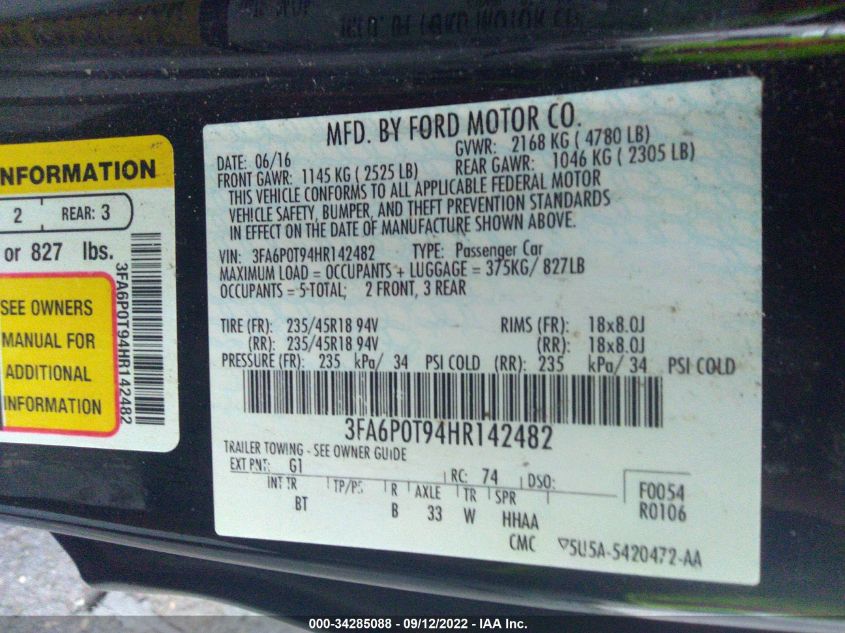 MFD. BY FORD MOTOR CO.
DATE: 06/16 GVWR: 2168 KG ( 4780 LB)
FRONT GAWR: 1145 KG ( 2525 LB) REAR GAWR: 1046 KG ( 2305 LB)
THIS VEHICLE CONFORMS TO ALL APPLICABLE FEDERAL MOTOR
VEHICLE SAFETY, BUMPER, AND THEFT PREVENTION STANDARDS
IN EFFECT ON THE DATE OF MANUFACTURE SHOWN ABOVE.
VIN: 3FA6P0T94HR142482 TYPE: Passenger Car
MAXIMUM LOAD = OCCUPANTS + LUGGAGE = 375KG/ 827LB
OCCUPANTS = 5-TOTAL; 2 FRONT, 3 REAR
TIRE (FR): 235/45R18 94V RIMS (FR): 18x8.0J
(RR): 235/45R18 94V (RR): 18x8.0J
PRESSURE (FR): 235 kPa/ 34 PSI COLD (RR): 235 kPa/ 34 PSI COLD
3FA6P0T94HR142482
TRAILER TOWING - SEE OWNER GUIDE
EXT PNT: G1 RC: 74 DSO: F0054
INT TR TP/PS R AXLE TR SPR R0106
BT B 33 W HHAA
CMC 5U5A-5420472-AA
NFORMATION
2 REAR: 3
or 827 lbs.
3FA6P0T94HR142482
SEE OWNERS
MANUAL FOR
ADDITIONAL
INFORMATION
000-34285088 - 09/12/2022 - IAA Inc.